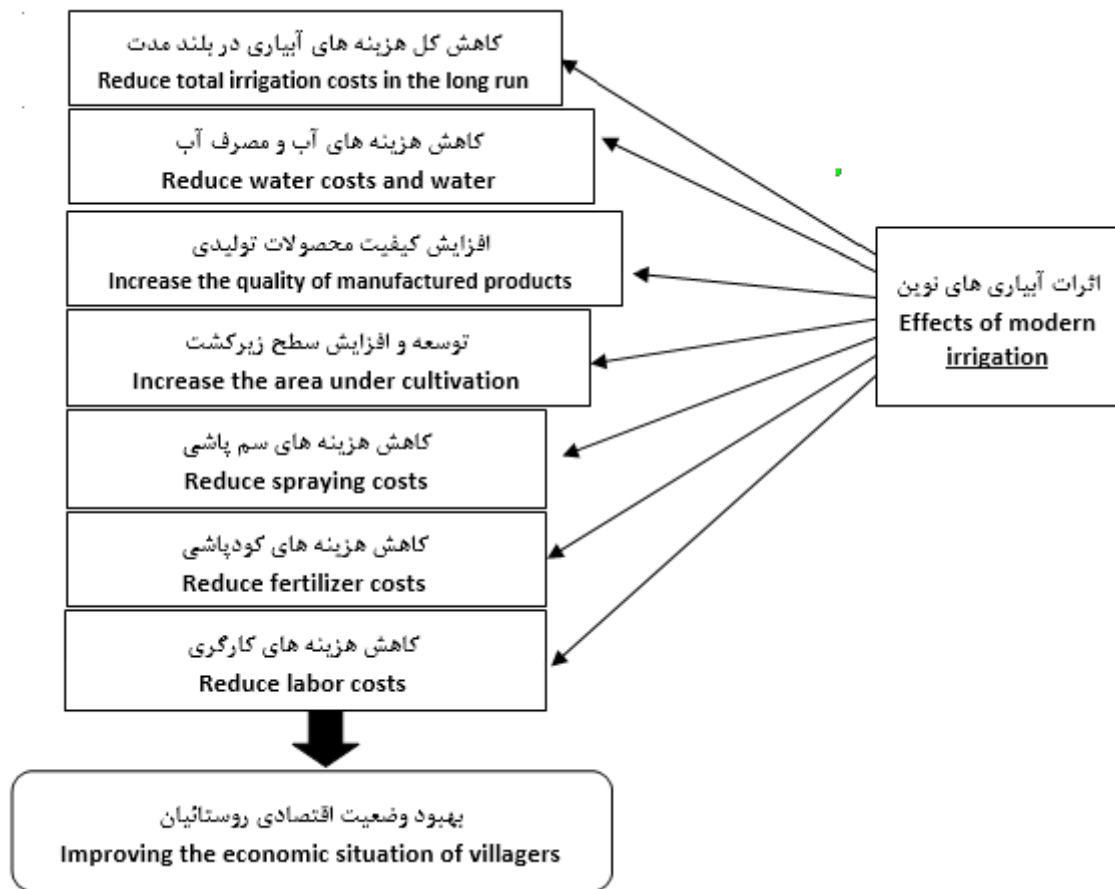 کاهش کل هزینه های آبیاری در بلند مدت
Reduce total irrigation costs in the long run
کاهش هزینه های آب و مصرف آب
Reduce water costs and water
افزایش کیفیت محصولات تولیدی
Increase the quality of manufactured products
توسعه و افزایش سطح زیرکشت
Increase the area under cultivation
کاهش هزینه های سم پاشی
Reduce spraying costs
کاهش هزینه های کودپاشی
Reduce fertilizer costs
کاهش هزینه های کارگری
Reduce labor costs
اثرات آبیاری های نوین
Effects of modern
irrigation
بهبود وضعیت اقتصادی روستائیان
Improving the economic situation of villagers